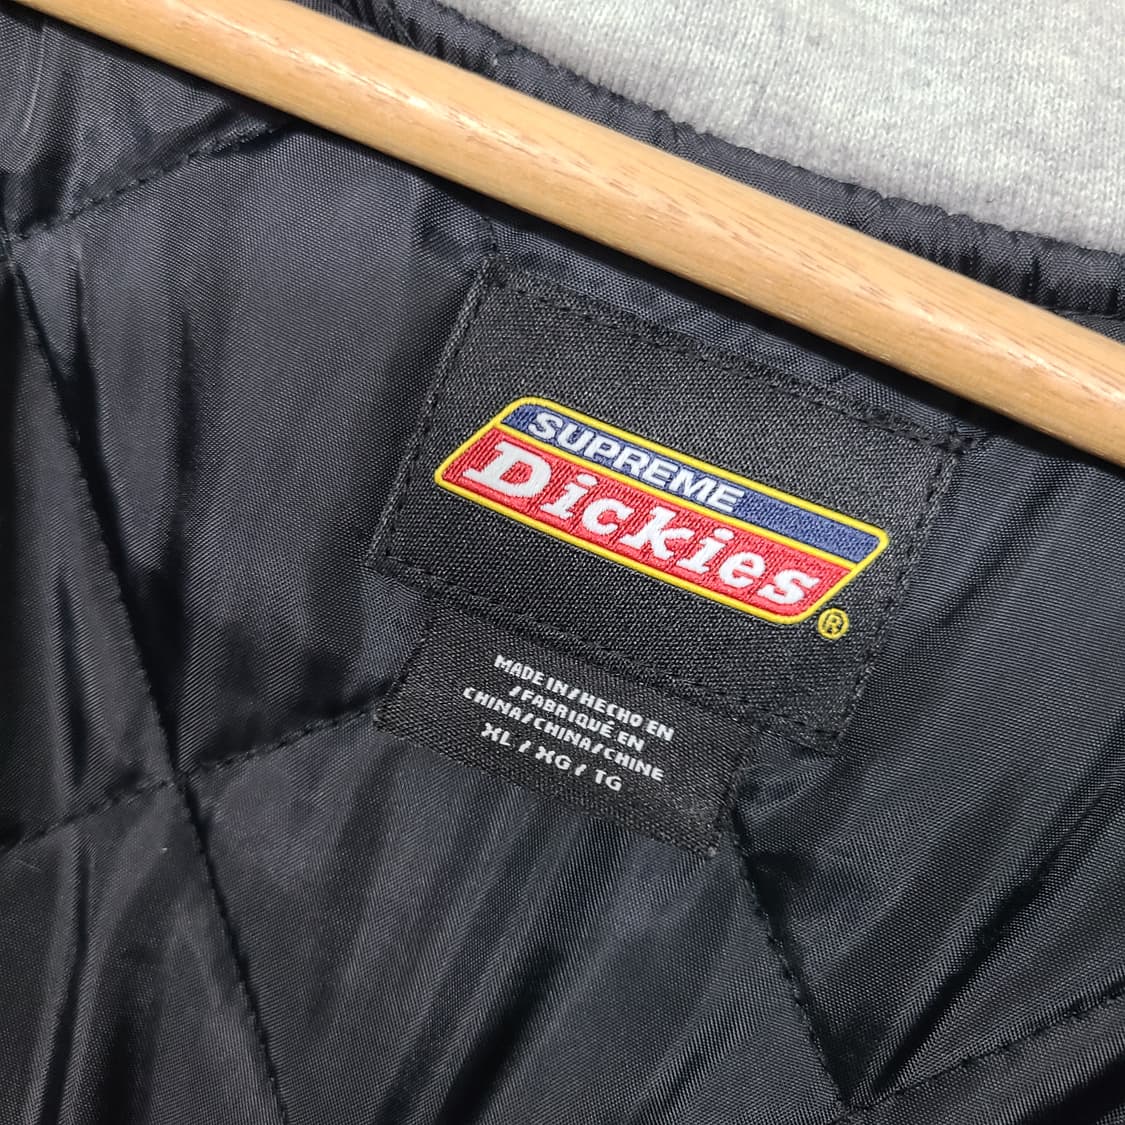 SUPREME
Dickies
®
MADE IN/HECHO EN
/FABRIQUÉ EN
CHINA/CHINA/CHINE
XL / XG / TG